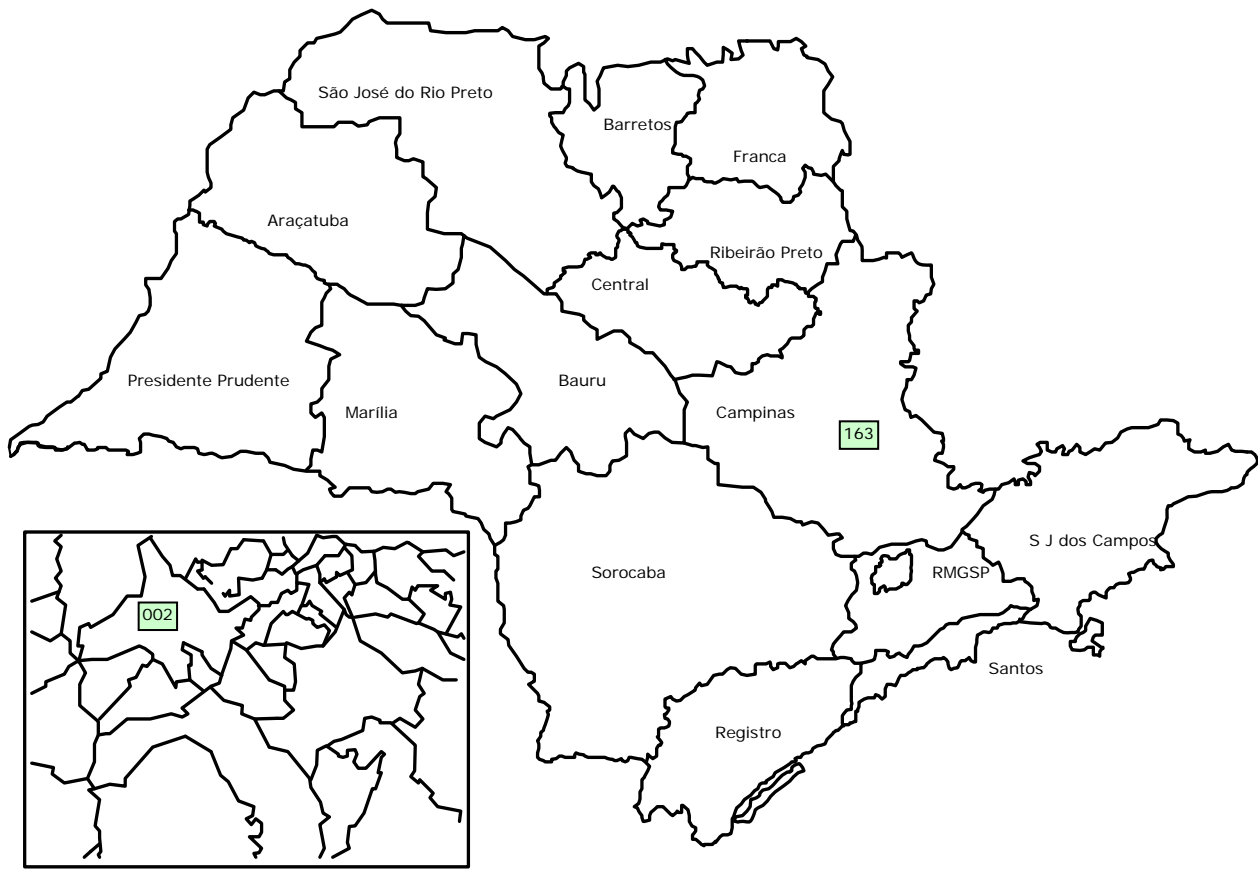 São José do Rio Preto
Barretos
Franca
Araçatuba
Ribeirão Preto
Central
Presidente Prudente
Bauru
Marília
Campinas
163
S J dos Campos
Sorocaba
RMGSP
002
Santos
Registro